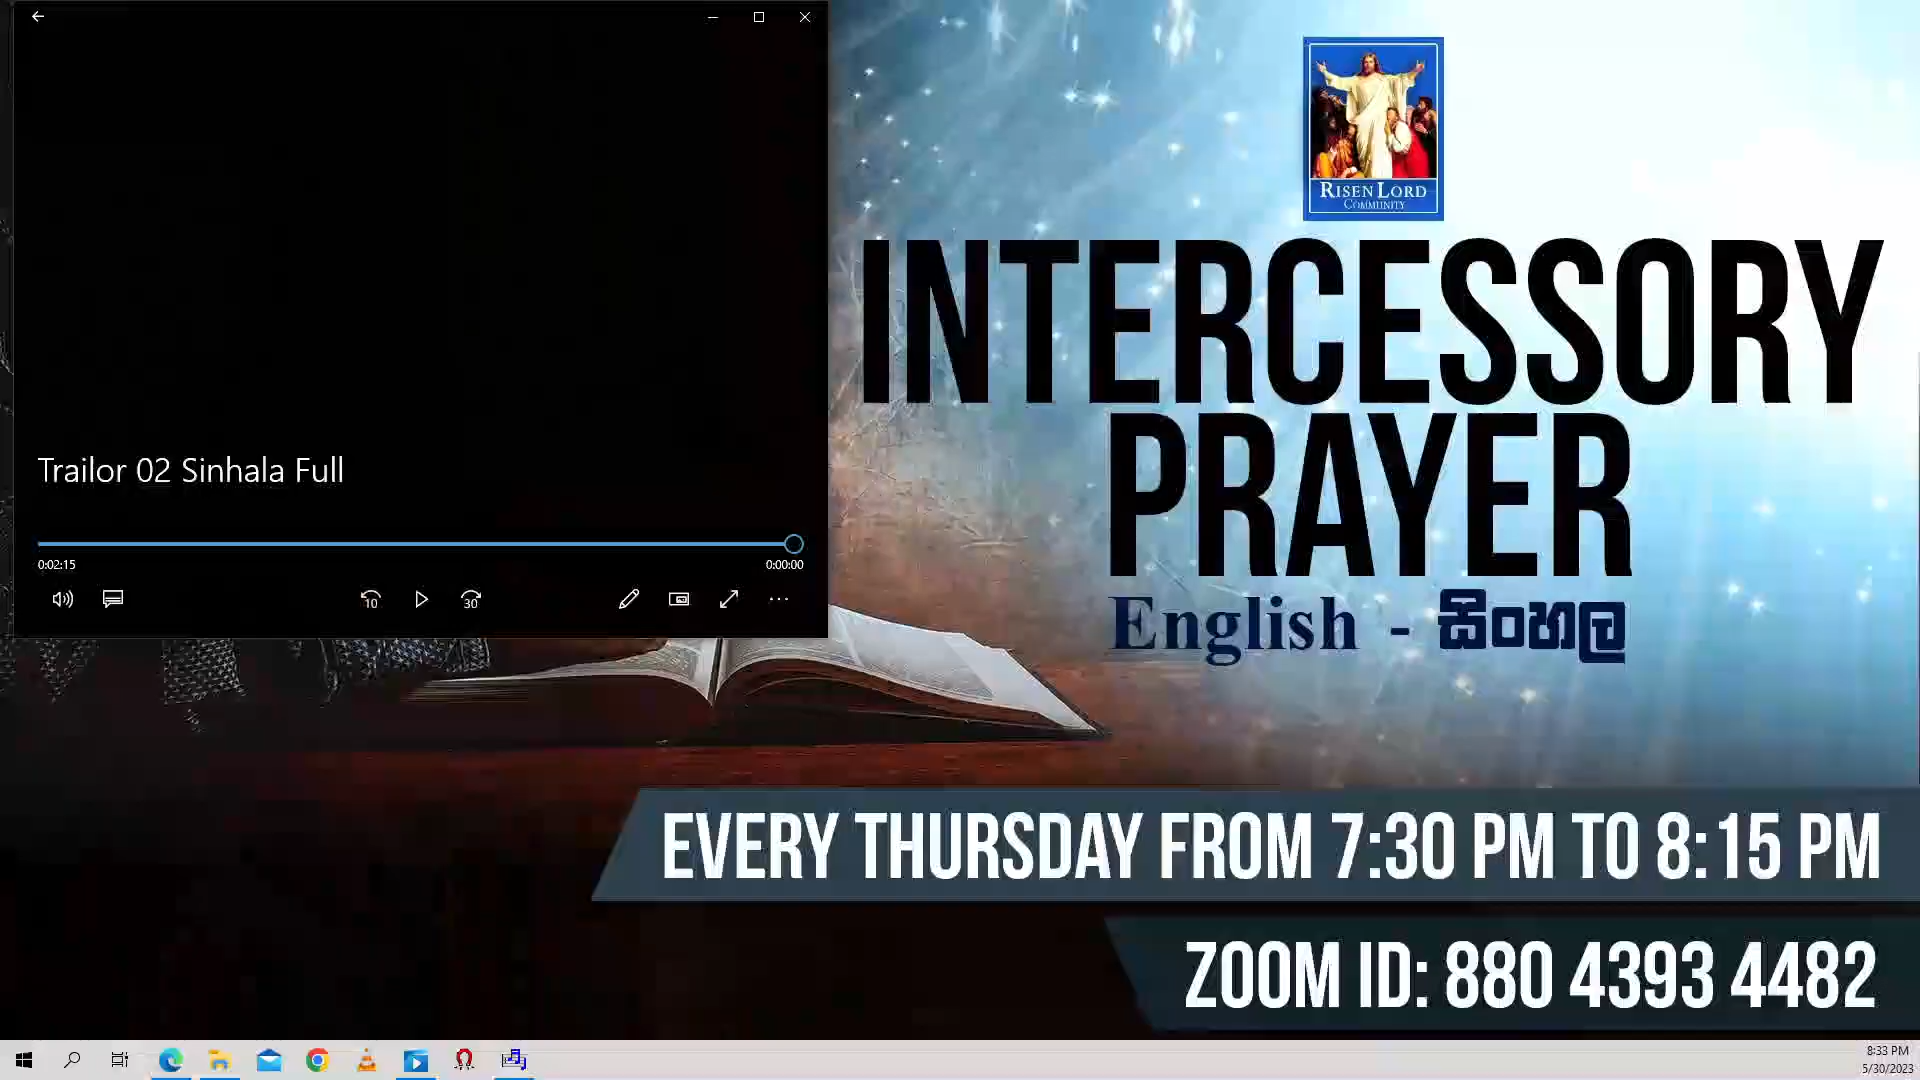 Trailor 02 Sinhala Full
0:02:15
0:00:00
10
30
RISEN LORD
COMMUNITY
INTERCESSORY
PRAYER
English - සිංහල
EVERY THURSDAY FROM 7:30 PM TO 8:15 PM
ZOOM ID: 880 4393 4482
8:33 PM
5/30/2023